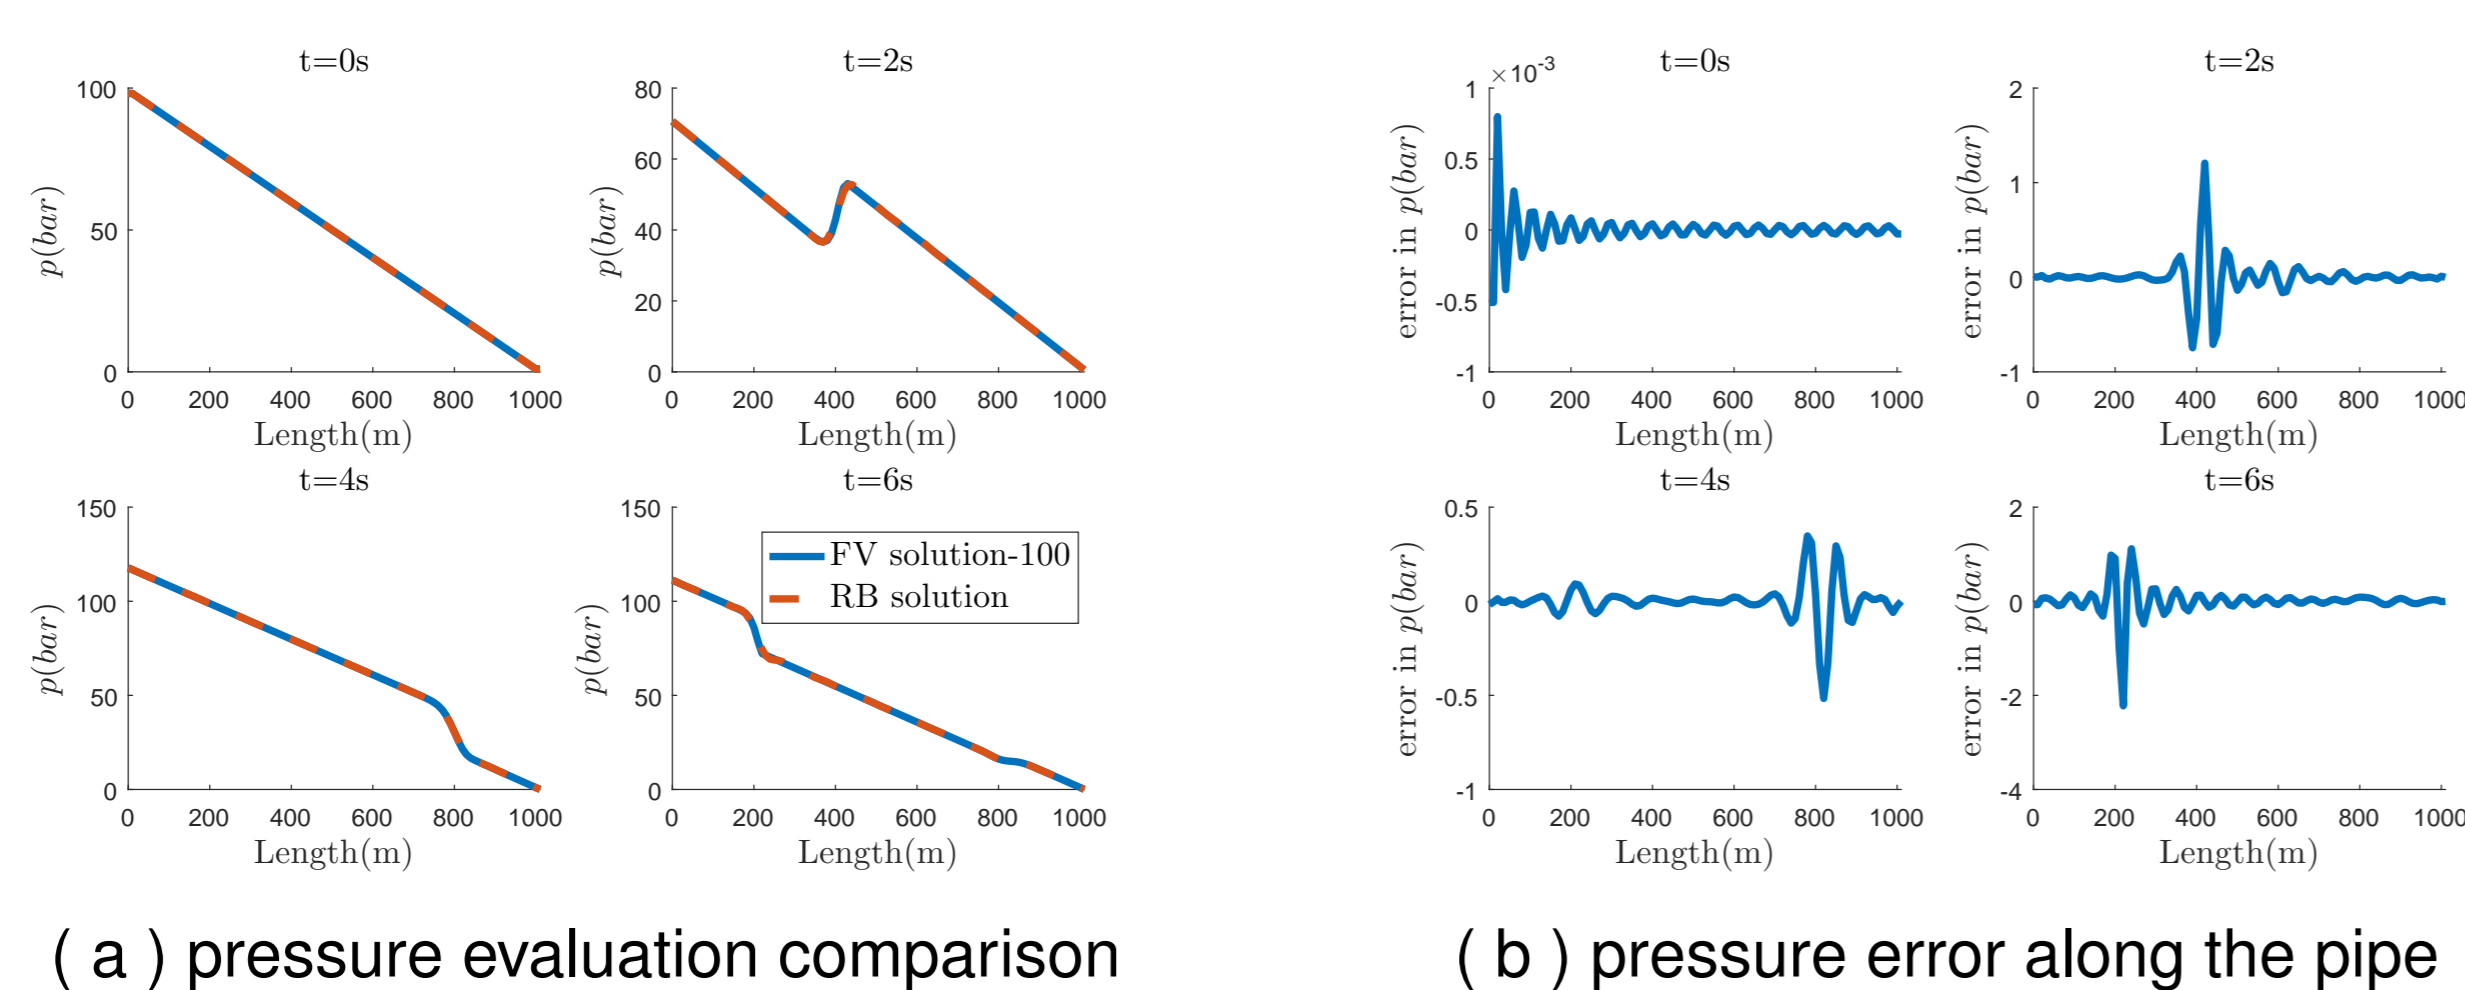 t=0s
100
50
0
p(bar)
0 200 400 600 800 1000
Length(m)
t=2s
80
60
40
20
0
p(bar)
0 200 400 600 800 1000
Length(m)
t=4s
150
100
50
0
p(bar)
0 200 400 600 800 1000
Length(m)
t=6s
150
100
50
0
p(bar)
FV solution-100
RB solution
0 200 400 600 800 1000
Length(m)
( a ) pressure evaluation comparison
t=0s
×10-3
1
0.5
0
-0.5
-1
error in p(bar)
0 200 400 600 800 1000
Length(m)
t=2s
2
1
0
-1
error in p(bar)
0 200 400 600 800 1000
Length(m)
t=4s
0.5
0
-0.5
-1
error in p(bar)
0 200 400 600 800 1000
Length(m)
t=6s
2
0
-2
-4
error in p(bar)
0 200 400 600 800 1000
Length(m)
( b ) pressure error along the pipe